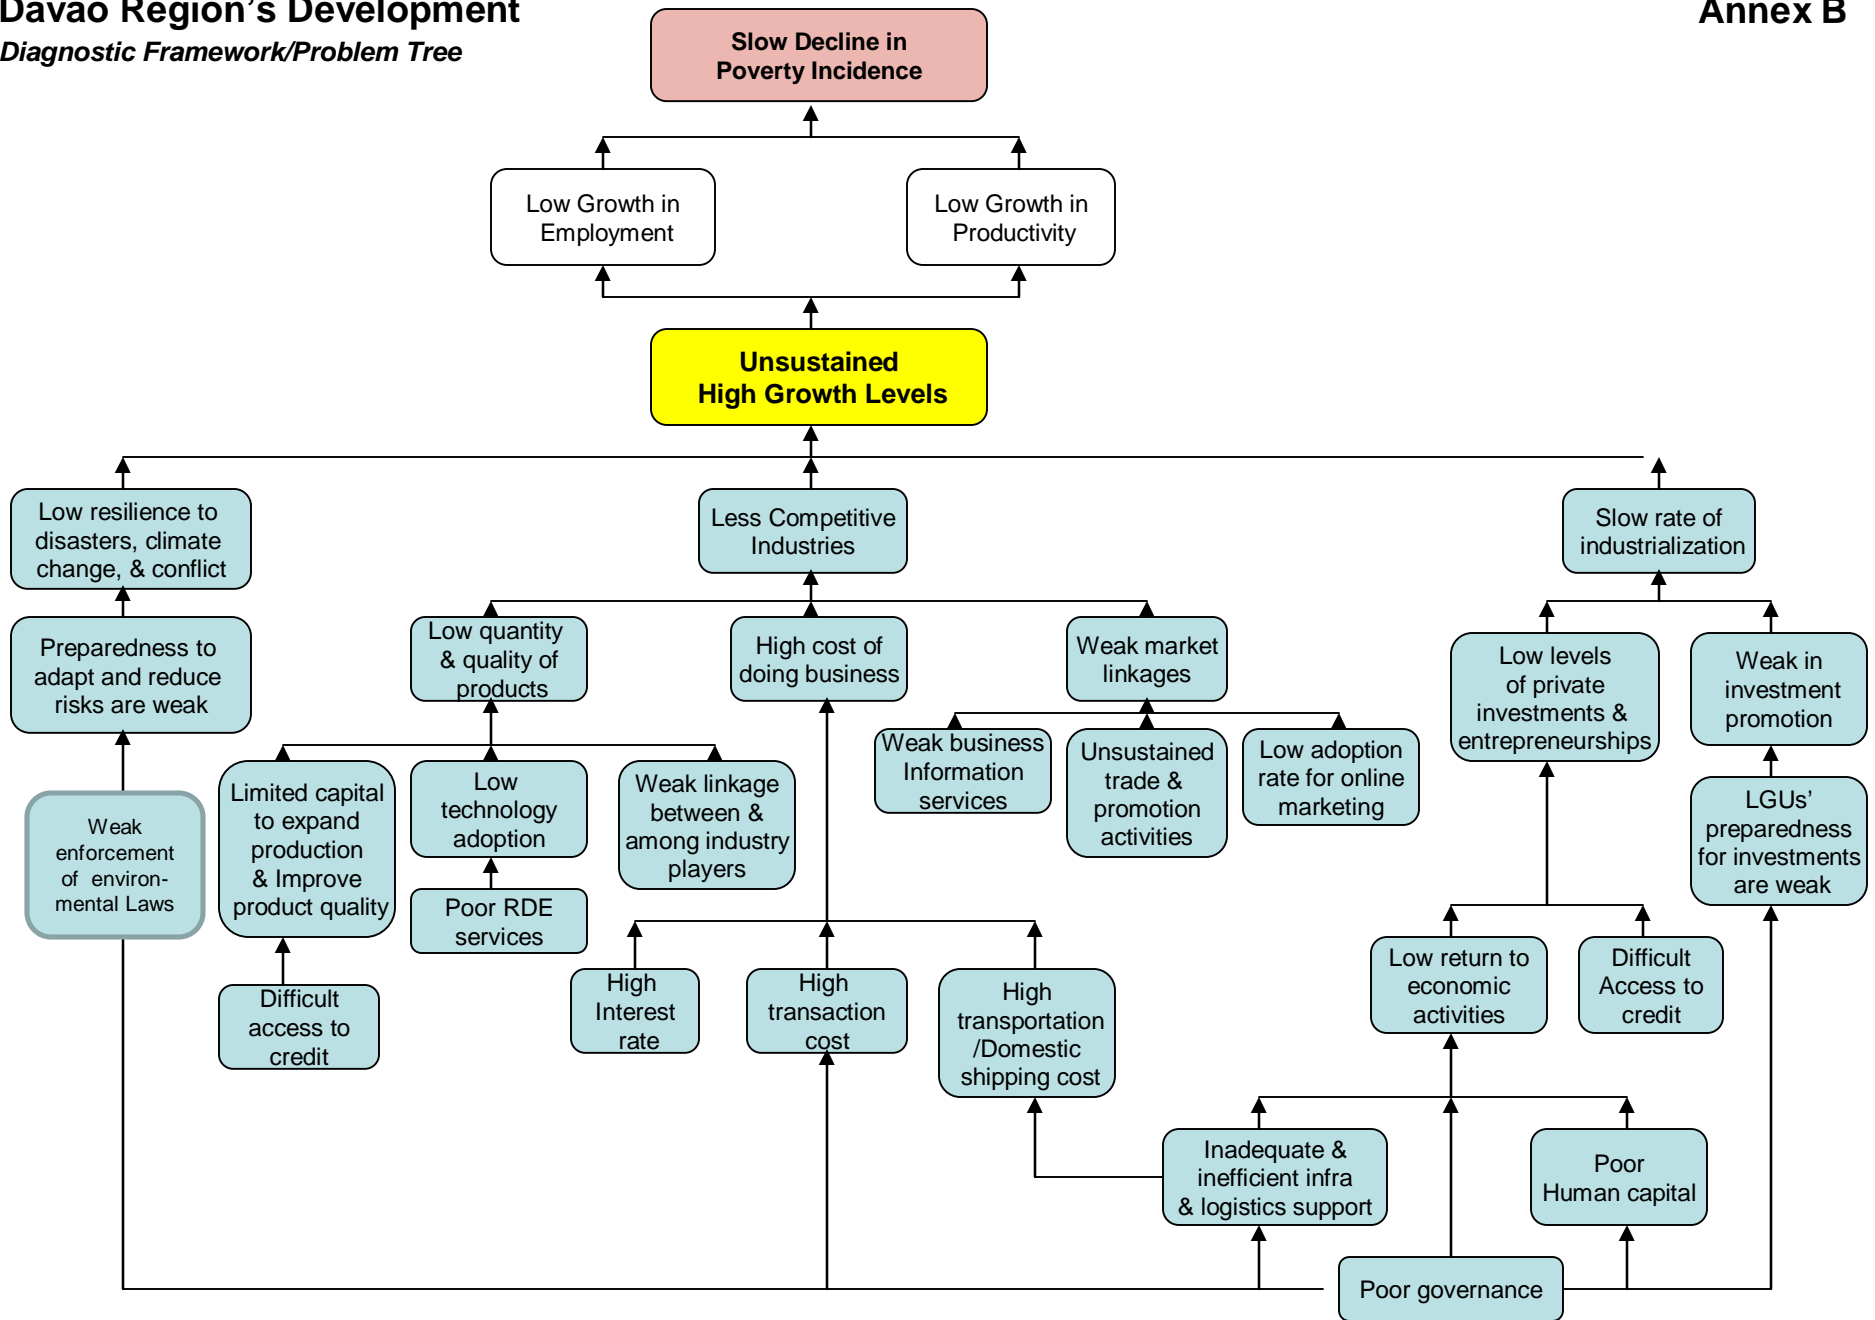 Davao Region's Development
Annex B
Diagnostic Framework/Problem Tree
Slow Decline in
Poverty Incidence
Low Growth in
Employment
Low Growth in
Productivity
Unsustained
High Growth Levels
Low resilience to
disasters, climate
change, & conflict
Less Competitive
Industries
Slow rate of
industrialization
Preparedness to
adapt and reduce
risks are weak
Low quantity
& quality of
products
High cost of
doing business
Weak market
linkages
Low levels
of private
investments &
entrepreneurships
Weak in
investment
promotion
Weak
enforcement
of environ-
mental Laws
Limited capital
to expand
production
& Improve
product quality
Low
technology
adoption
Weak linkage
between &
among industry
players
Weak business
Information
services
Unsustained
trade &
promotion
activities
Low adoption
rate for online
marketing
LGUs'
preparedness
for investments
are weak
Poor RDE
services
Difficult
access to
credit
High
Interest
rate
High
transaction
cost
High
transportation
/Domestic
shipping cost
Low return to
economic
activities
Difficult
Access to
credit
Inadequate &
inefficient infra
& logistics support
Poor
Human capital
Poor governance